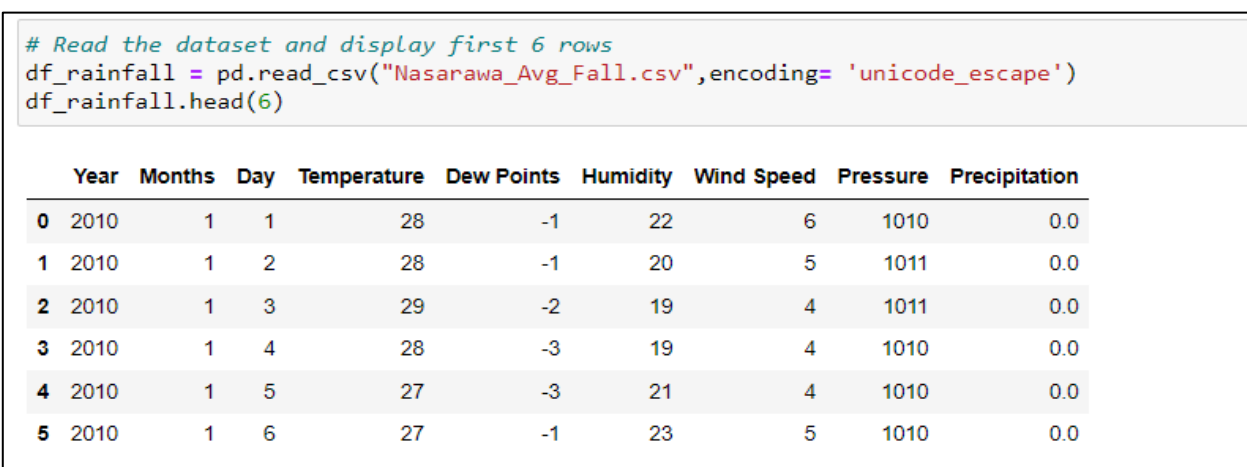 # Read the dataset and display first 6 rows
df_rainfall = pd.read_csv("Nasarawa_Avg_Fall.csv",encoding= 'unicode_escape')
df_rainfall.head(6)
Year Months Day Temperature Dew Points Humidity Wind Speed Pressure Precipitation
0 2010 1 1 28 -1 22 6 1010 0.0
1 2010 1 2 28 -1 20 5 1011 0.0
2 2010 1 3 29 -2 19 4 1011 0.0
3 2010 1 4 28 -3 19 4 1010 0.0
4 2010 1 5 27 -3 21 4 1010 0.0
5 2010 1 6 27 -1 23 5 1010 0.0